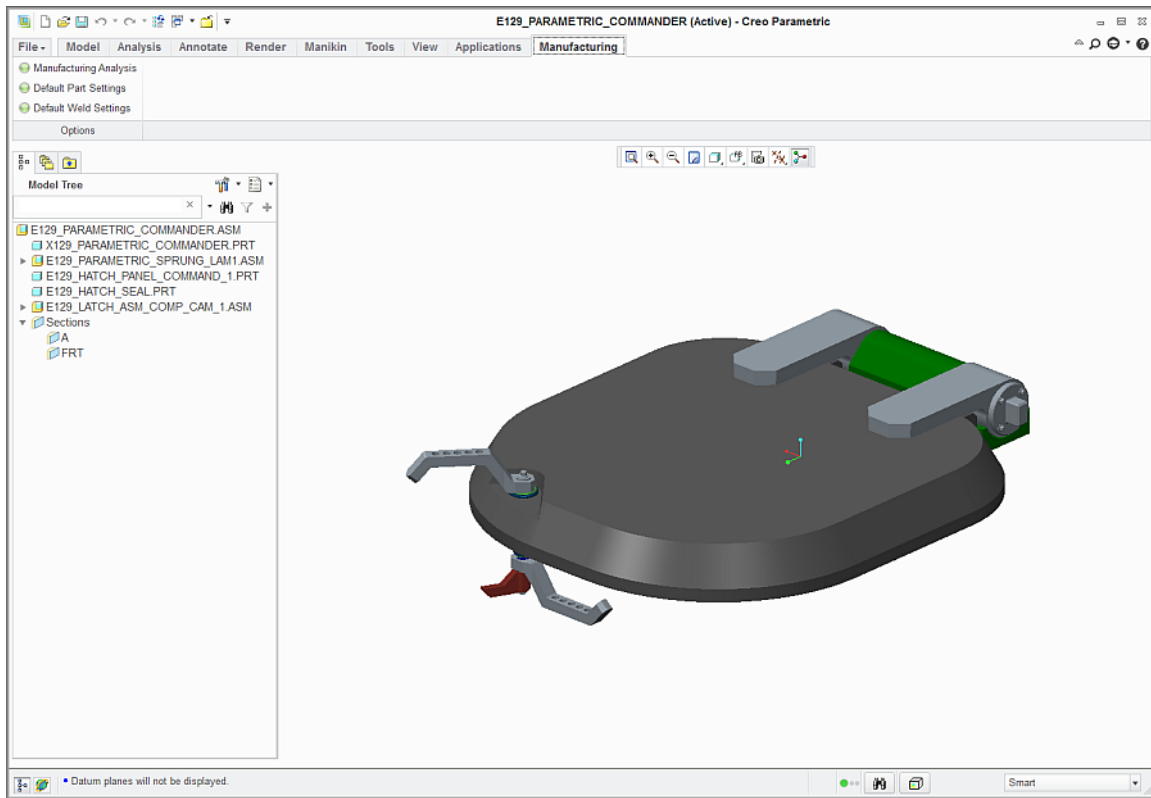 E129_PARAMETRIC_COMMANDER (Active) - Creo Parametric
File Model Analysis Annotate Render Manikin Tools View Applications Manufacturing
Manufacturing Analysis
Default Part Settings
Default Weld Settings
Options
Model Tree
E129_PARAMETRIC_COMMANDER.ASM
X129_PARAMETRIC_COMMANDER.PRT
E129_PARAMETRIC_SPRUNG_LAM1.ASM
E129_HATCH_PANEL_COMMAND_1.PRT
E129_HATCH_SEAL.PRT
E129_LATCH_ASM_COMP_CAM_1.ASM
Sections
A
FRT
Datum planes will not be displayed.
Smart